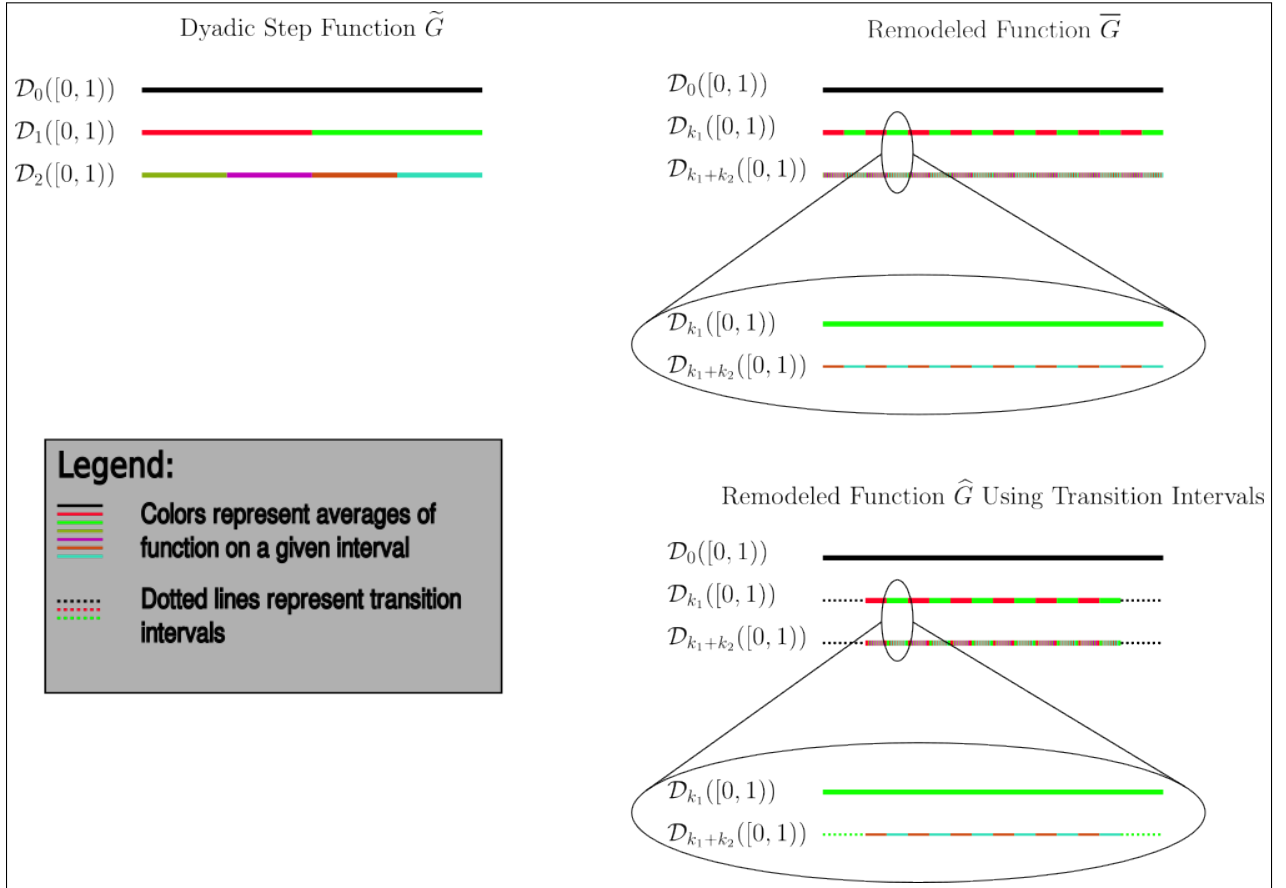 Dyadic Step Function G̃
𝒟₀([0, 1))
𝒟₁([0, 1))
𝒟₂([0, 1))
Remodeled Function G̅
𝒟₀([0, 1))
𝒟ₖ₁([0, 1))
𝒟ₖ₁₊ₖ₂([0, 1))
𝒟ₖ₁([0, 1))
𝒟ₖ₁₊ₖ₂([0, 1))
Legend:
Colors represent averages of
function on a given interval
Dotted lines represent transition
intervals
Remodeled Function Ĝ Using Transition Intervals
𝒟₀([0, 1))
𝒟ₖ₁([0, 1))
𝒟ₖ₁₊ₖ₂([0, 1))
𝒟ₖ₁([0, 1))
𝒟ₖ₁₊ₖ₂([0, 1))